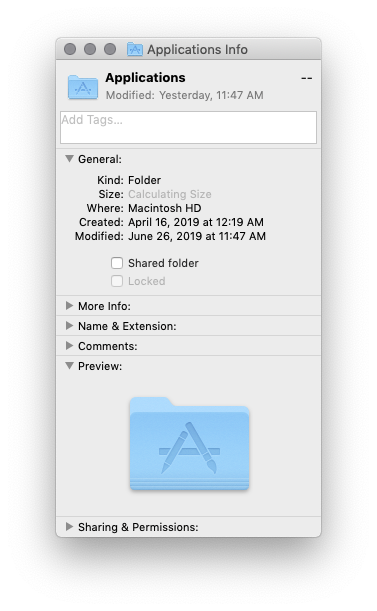 Applications Info
Applications --
Modified: Yesterday, 11:47 AM
Add Tags...
General:
Kind: Folder
Size: Calculating Size
Where: Macintosh HD
Created: April 16, 2019 at 12:19 AM
Modified: June 26, 2019 at 11:47 AM
Shared folder
Locked
More Info:
Name & Extension:
Comments:
Preview:
Sharing & Permissions: